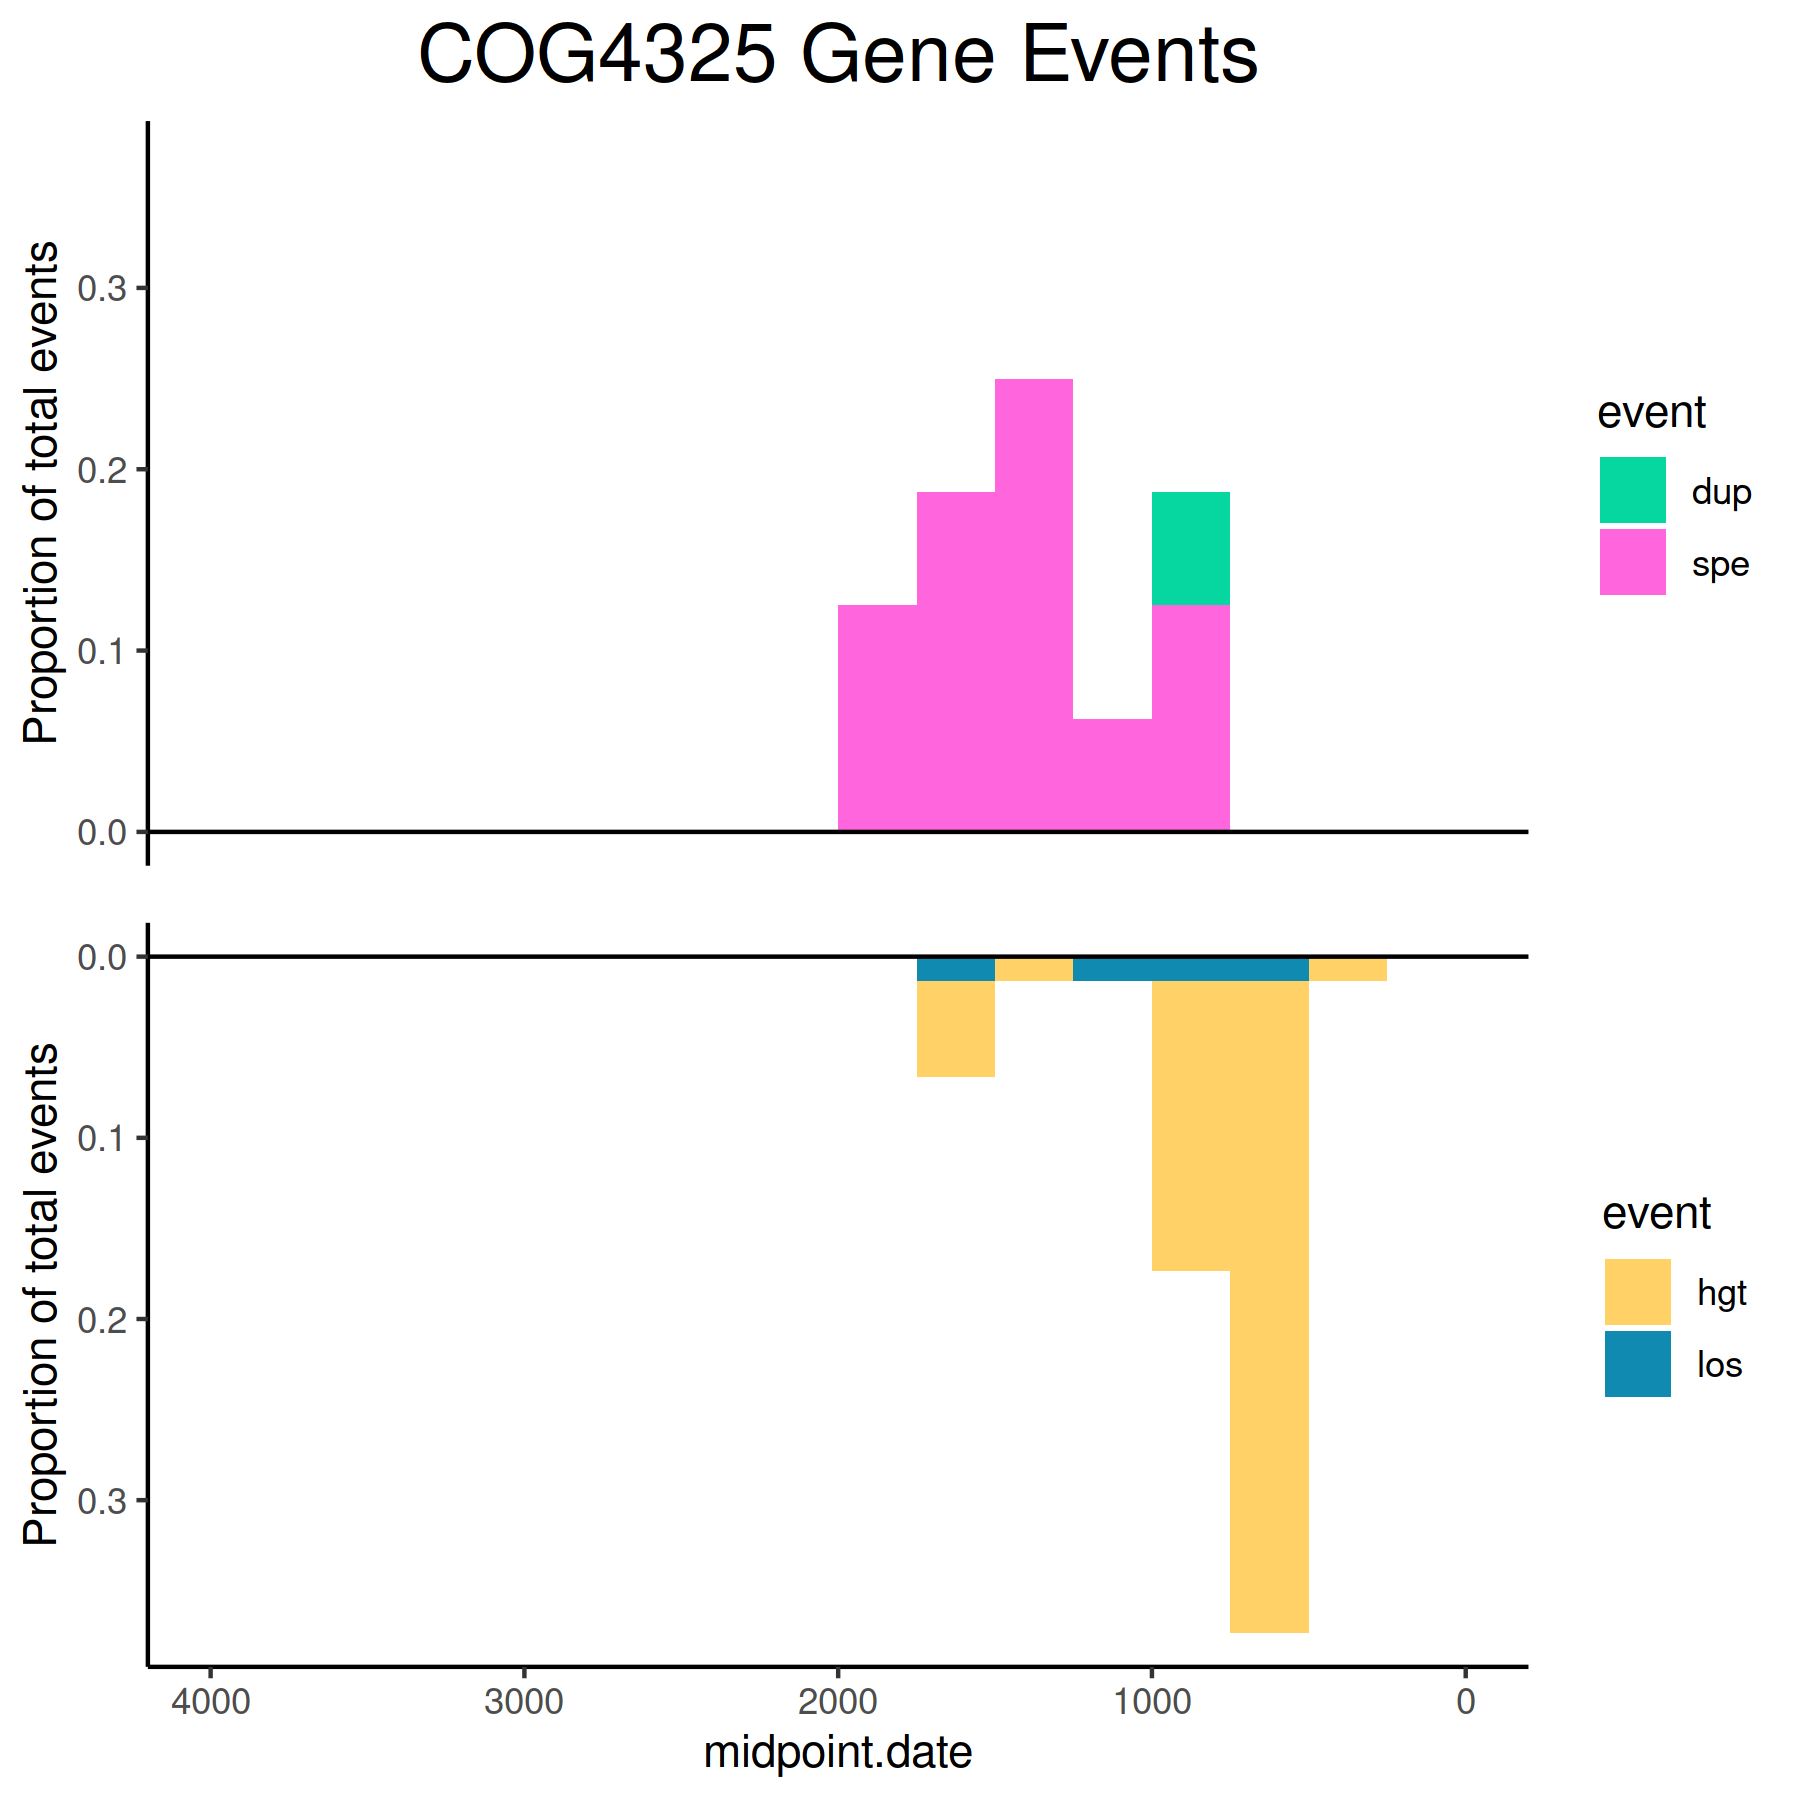 COG4325 Gene Events
Proportion of total events
0.3
0.2
0.1
0.0
event
dup
spe
Proportion of total events
0.0
0.1
0.2
0.3
event
hgt
los
4000 3000 2000 1000 0
midpoint.date